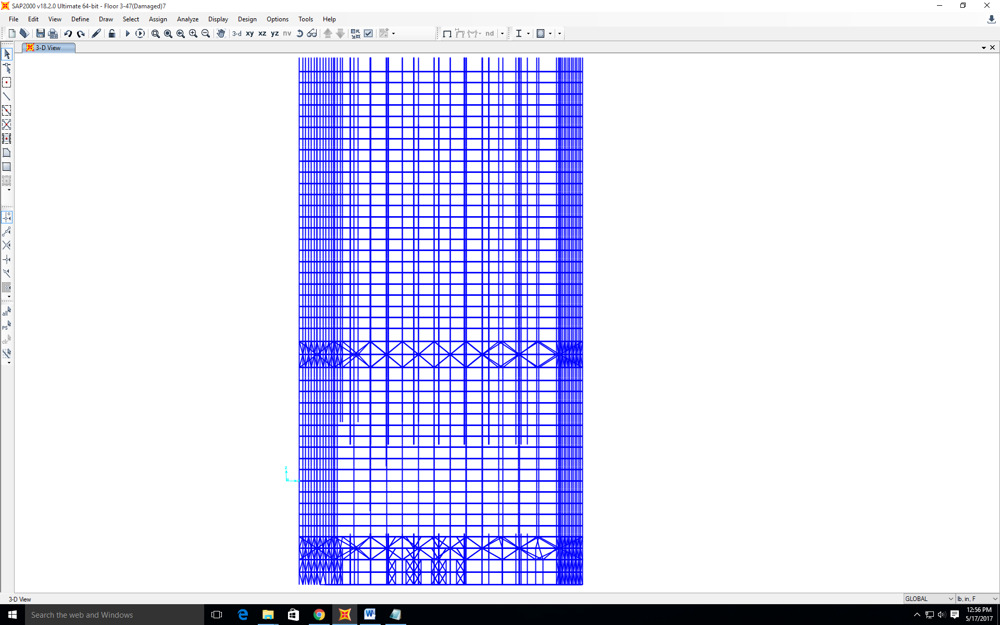 SAP2000 v18.2.0 Ultimate 64-bit - Floor 3-47(Damaged)7
File Edit View Define Draw Select Assign Analyze Display Design Options Tools Help
3-d xy xz yz nv nd
3-D View
all
PS
clr
z
3-D View GLOBAL lb, in, F
Search the web and Windows
12:56 PM
5/17/2017